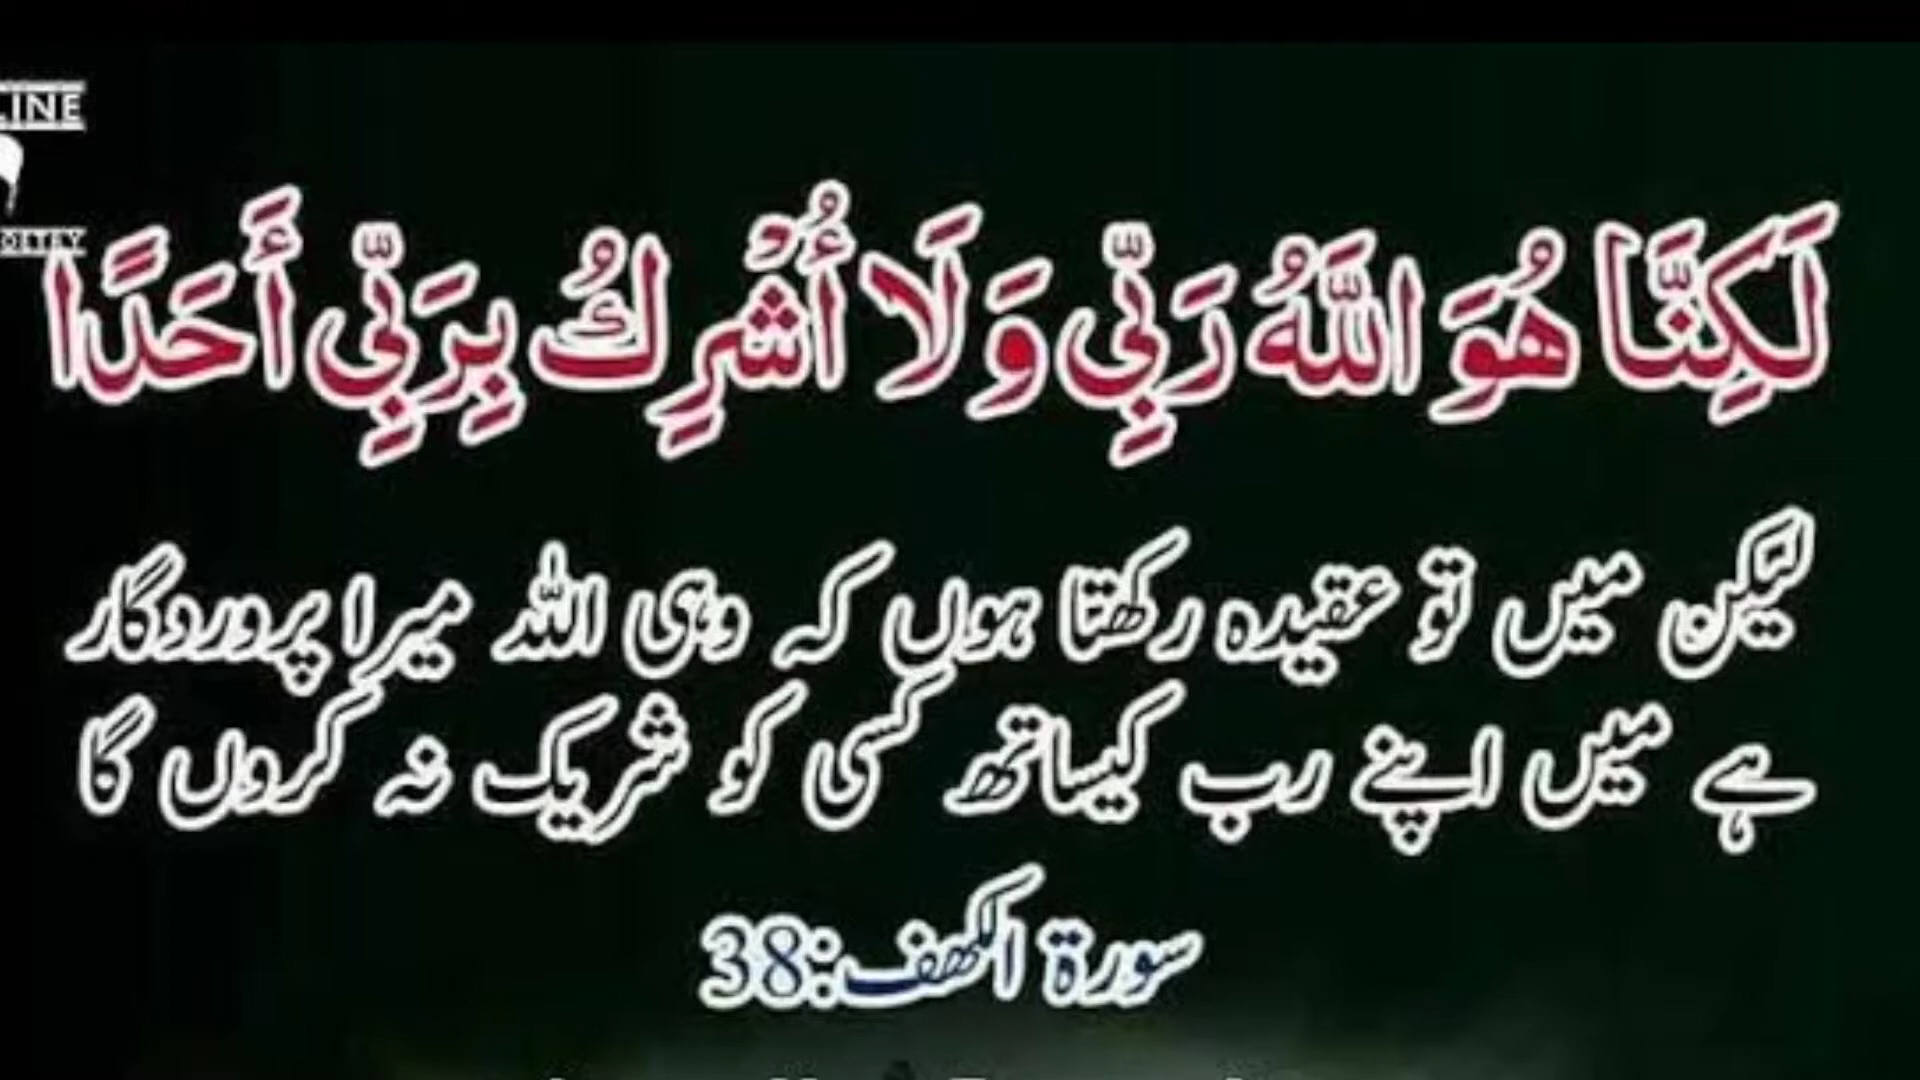 LINE
POETRY
لَكِنَّا هُوَ اللَّهُ رَبِّي وَلَا أُشْرِكُ بِرَبِّي أَحَدًا
لیکن میں تو عقیدہ رکھتا ہوں کہ وہی اللہ میرا پروردگار
ہے میں اپنے رب کیساتھ کسی کو شریک نہ کروں گا
سورۃ الکھف:38